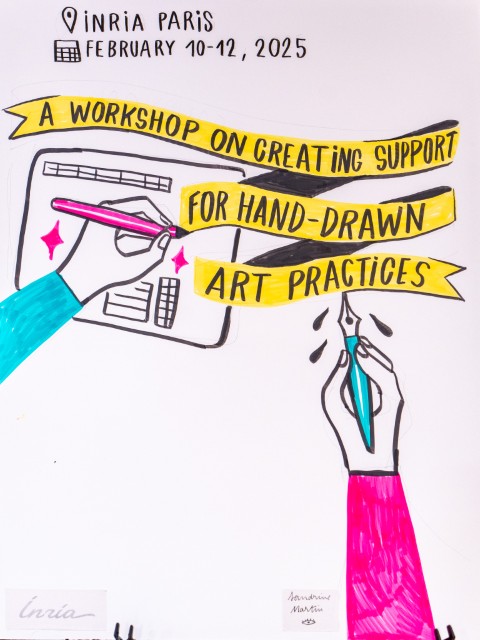 INRIA PARIS
FEBRUARY 10-12, 2025
A WORKSHOP ON CREATING SUPPORT
FOR HAND-DRAWN
ART PRACTICES
Inria
Sandrine
Martin